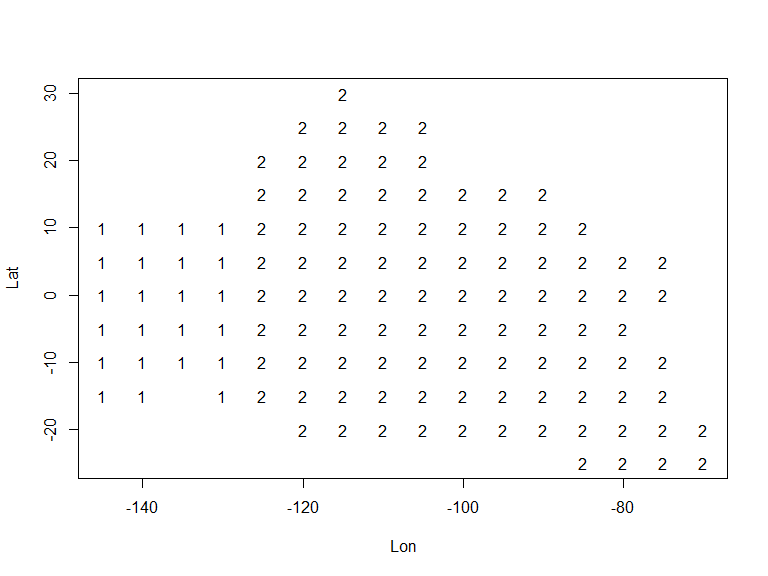 30 2
2 2 2 2
20 2 2 2 2 2
2 2 2 2 2 2 2 2
10 1 1 1 1 2 2 2 2 2 2 2 2 2
1 1 1 1 2 2 2 2 2 2 2 2 2 2 2
0 1 1 1 1 2 2 2 2 2 2 2 2 2 2 2
1 1 1 1 2 2 2 2 2 2 2 2 2 2
-10 1 1 1 1 2 2 2 2 2 2 2 2 2 2 2
1 1 1 2 2 2 2 2 2 2 2 2 2 2
-20 2 2 2 2 2 2 2 2 2 2 2
2 2 2 2
Lat
-140 -120 -100 -80
Lon